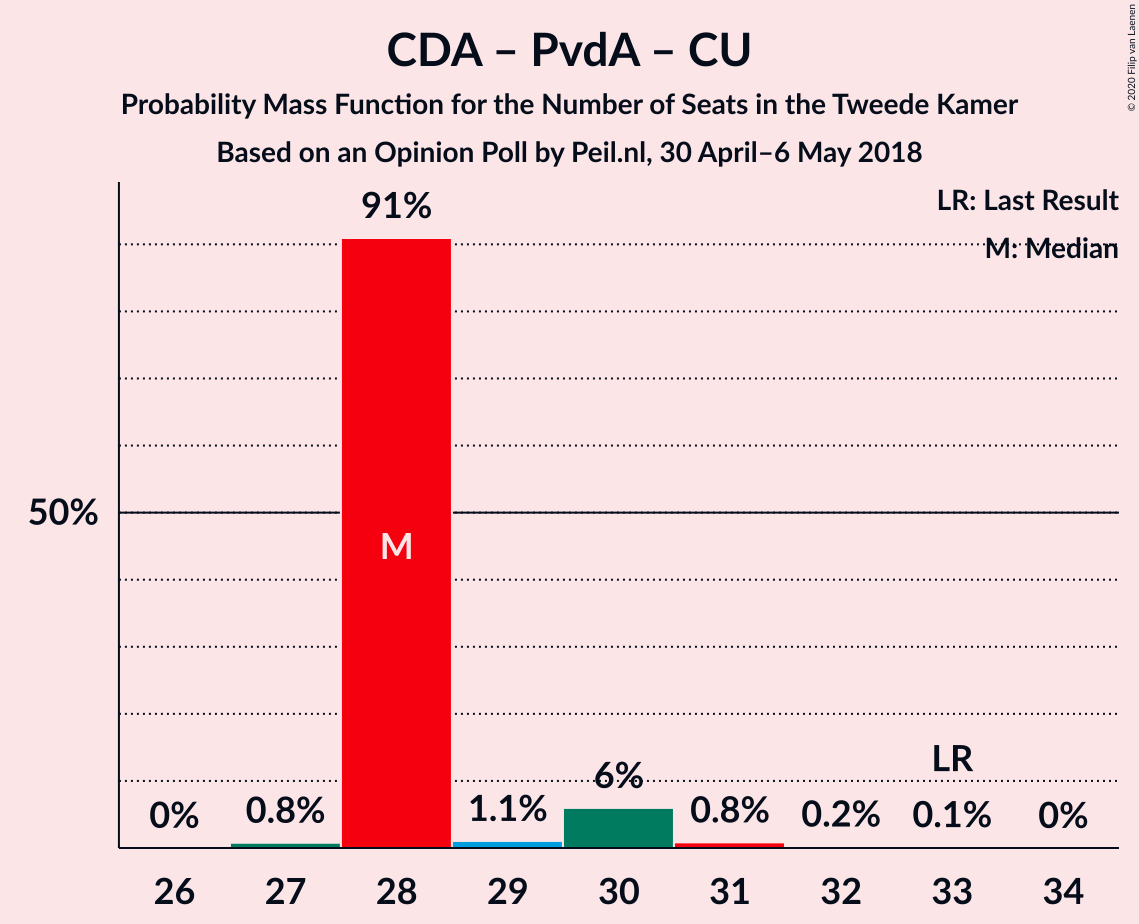 CDA – PvdA – CU
Probability Mass Function for the Number of Seats in the Tweede Kamer
Based on an Opinion Poll by Peil.nl, 30 April–6 May 2018
© 2020 Filip van Laenen
LR: Last Result
M: Median
91%
50%
M
LR
0% 0.8% 1.1% 6% 0.8% 0.2% 0.1% 0%
26 27 28 29 30 31 32 33 34